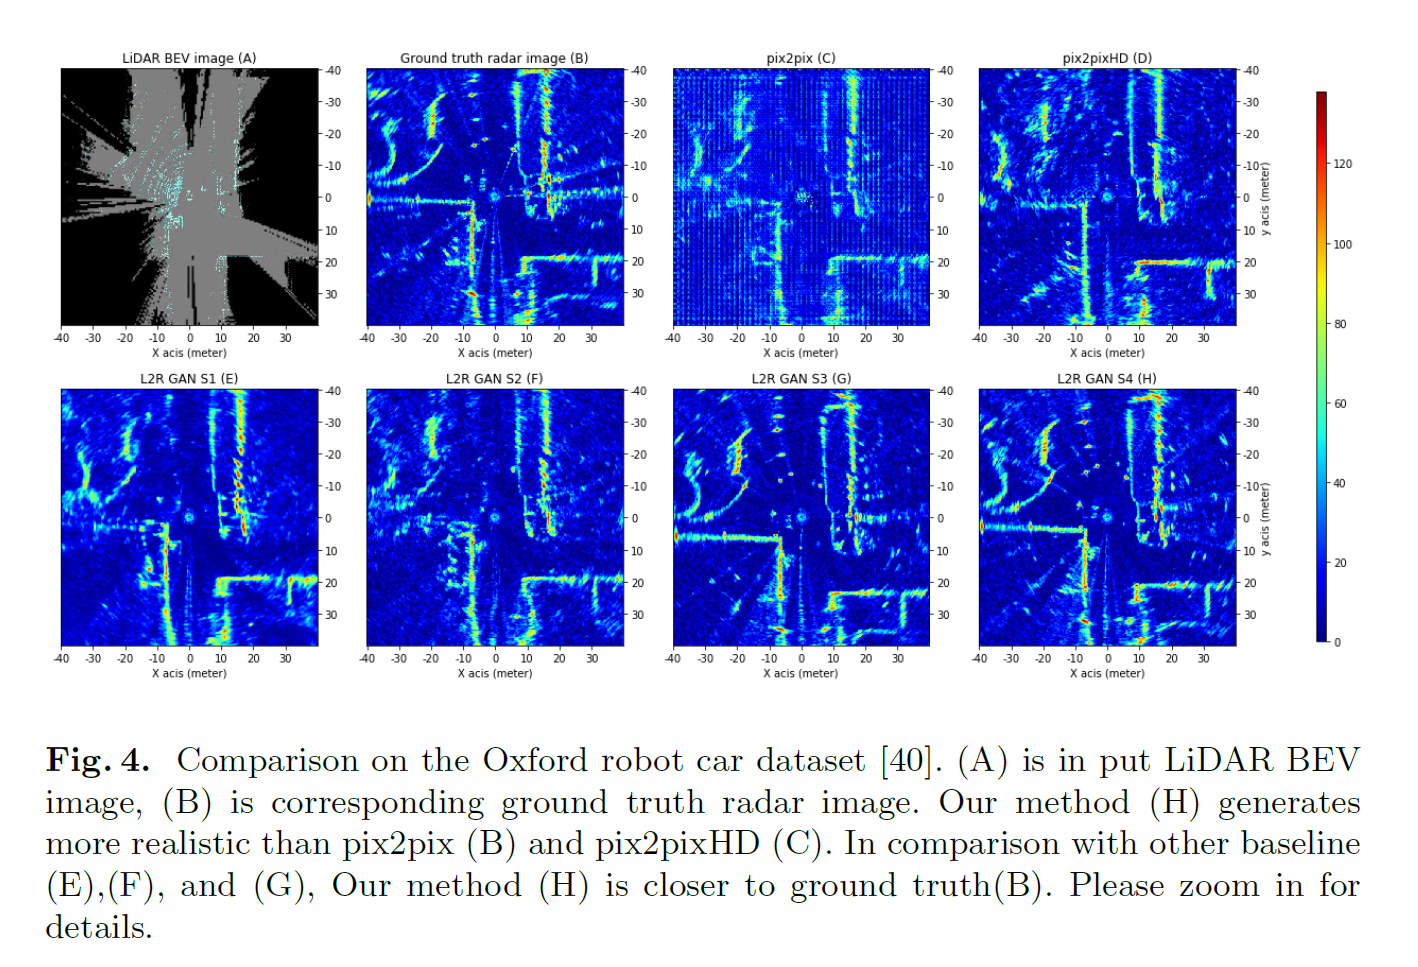 LiDAR BEV image (A)
Ground truth radar image (B)
pix2pix (C)
pix2pixHD (D)
-40
-30
-20
-10
0
10
20
30
-40 -30 -20 -10 0 10 20 30
X acis (meter)
-40
-30
-20
-10
0
10
20
30
-40 -30 -20 -10 0 10 20 30
X acis (meter)
-40
-30
-20
-10
0
10
20
30
-40 -30 -20 -10 0 10 20 30
X acis (meter)
-40
-30
-20
-10
0
10
20
30
y acis (meter)
-40 -30 -20 -10 0 10 20 30
X acis (meter)
L2R GAN S1 (E)
L2R GAN S2 (F)
L2R GAN S3 (G)
L2R GAN S4 (H)
-40
-30
-20
-10
0
10
20
30
-40 -30 -20 -10 0 10 20 30
X acis (meter)
-40
-30
-20
-10
0
10
20
30
-40 -30 -20 -10 0 10 20 30
X acis (meter)
-40
-30
-20
-10
0
10
20
30
-40 -30 -20 -10 0 10 20 30
X acis (meter)
-40
-30
-20
-10
0
10
20
30
y acis (meter)
-40 -30 -20 -10 0 10 20 30
X acis (meter)
120
100
80
60
40
20
0
Fig. 4. Comparison on the Oxford robot car dataset [40]. (A) is in put LiDAR BEV
image, (B) is corresponding ground truth radar image. Our method (H) generates
more realistic than pix2pix (B) and pix2pixHD (C). In comparison with other baseline
(E),(F), and (G), Our method (H) is closer to ground truth(B). Please zoom in for
details.